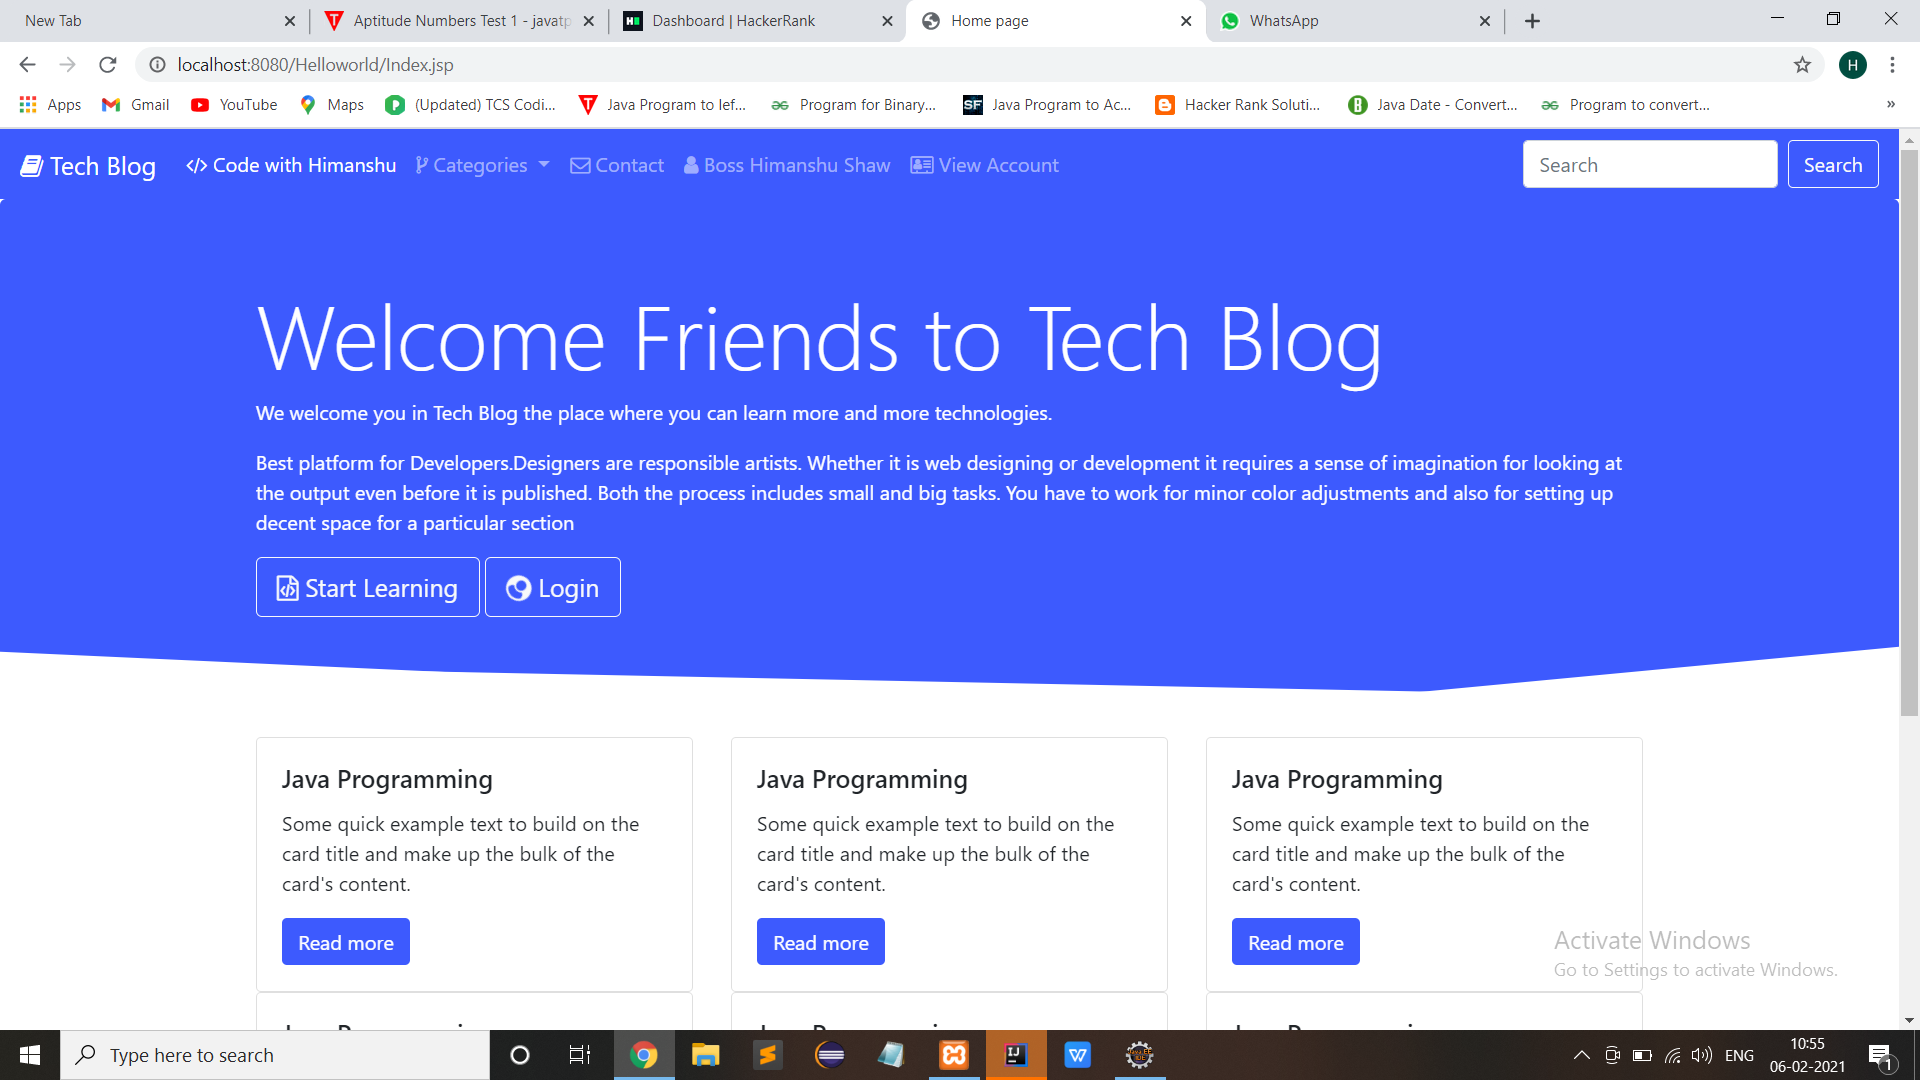 New Tab
Aptitude Numbers Test 1 - javatp
Dashboard | HackerRank
Home page
WhatsApp
localhost:8080/Helloworld/Index.jsp
H
Apps
Gmail
YouTube
Maps
(Updated) TCS Codi...
Java Program to lef...
Program for Binary...
SF Java Program to Ac...
Hacker Rank Soluti...
Java Date - Convert...
Program to convert...
»
Tech Blog
</> Code with Himanshu
Categories
Contact
Boss Himanshu Shaw
View Account
Search
Search
Welcome Friends to Tech Blog
We welcome you in Tech Blog the place where you can learn more and more technologies.
Best platform for Developers.Designers are responsible artists. Whether it is web designing or development it requires a sense of imagination for looking at
the output even before it is published. Both the process includes small and big tasks. You have to work for minor color adjustments and also for setting up
decent space for a particular section
Start Learning
Login
Java Programming
Some quick example text to build on the
card title and make up the bulk of the
card's content.
Read more
Java Programming
Some quick example text to build on the
card title and make up the bulk of the
card's content.
Read more
Java Programming
Some quick example text to build on the
card title and make up the bulk of the
card's content.
Read more
Activate Windows
Go to Settings to activate Windows.
Type here to search
ENG
10:55
06-02-2021
1